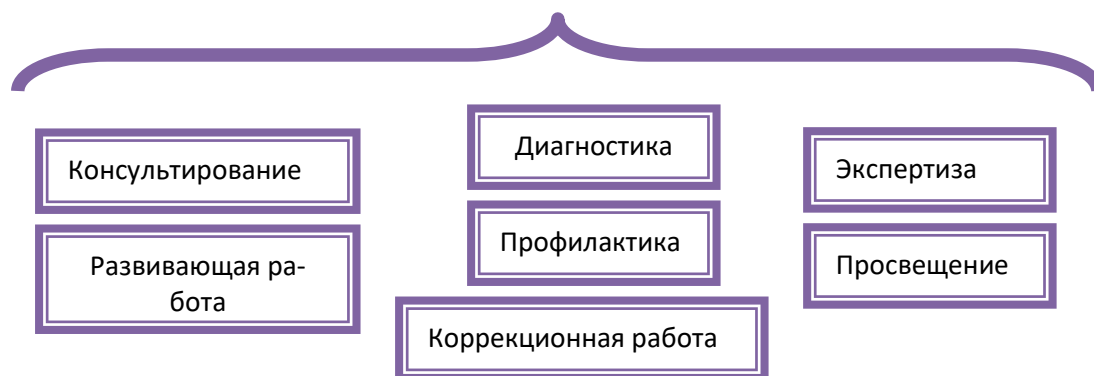 Консультирование
Развивающая ра-
бота
Диагностика
Профилактика
Коррекционная работа
Экспертиза
Просвещение